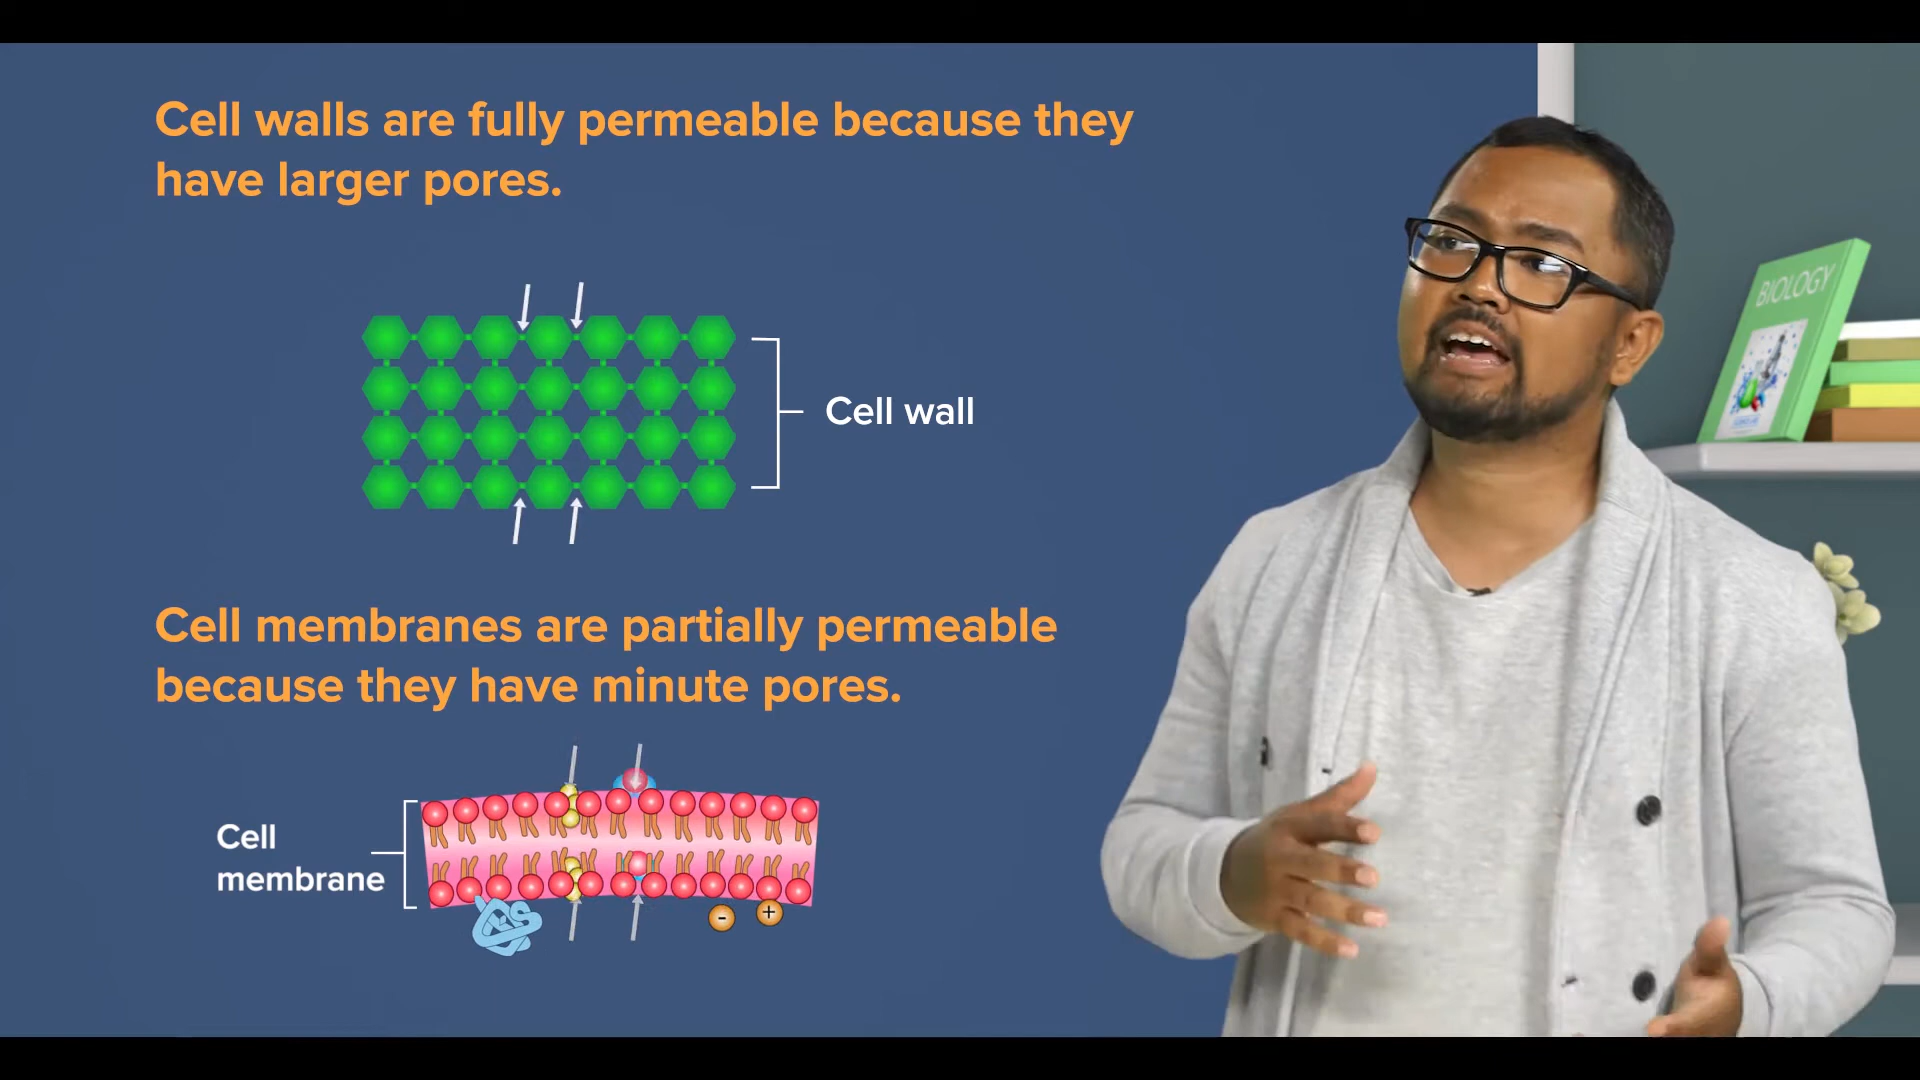 Cell walls are fully permeable because they
have larger pores.
Cell wall
Cell membranes are partially permeable
because they have minute pores.
Cell
membrane
-
+
BIOLOGY